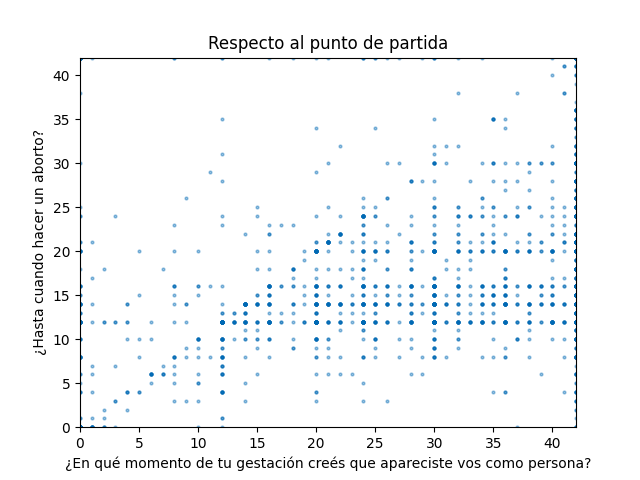 Respecto al punto de partida
¿Hasta cuando hacer un aborto?
40
35
30
25
20
15
10
5
0
0 5 10 15 20 25 30 35 40
¿En qué momento de tu gestación creés que apareciste vos como persona?